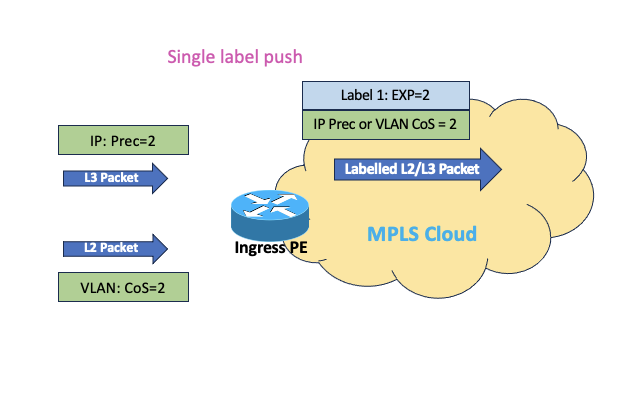 Single label push
Label 1: EXP=2
IP Prec or VLAN CoS = 2
IP: Prec=2
L3 Packet
Labelled L2/L3 Packet
L2 Packet
Ingress PE
MPLS Cloud
VLAN: CoS=2